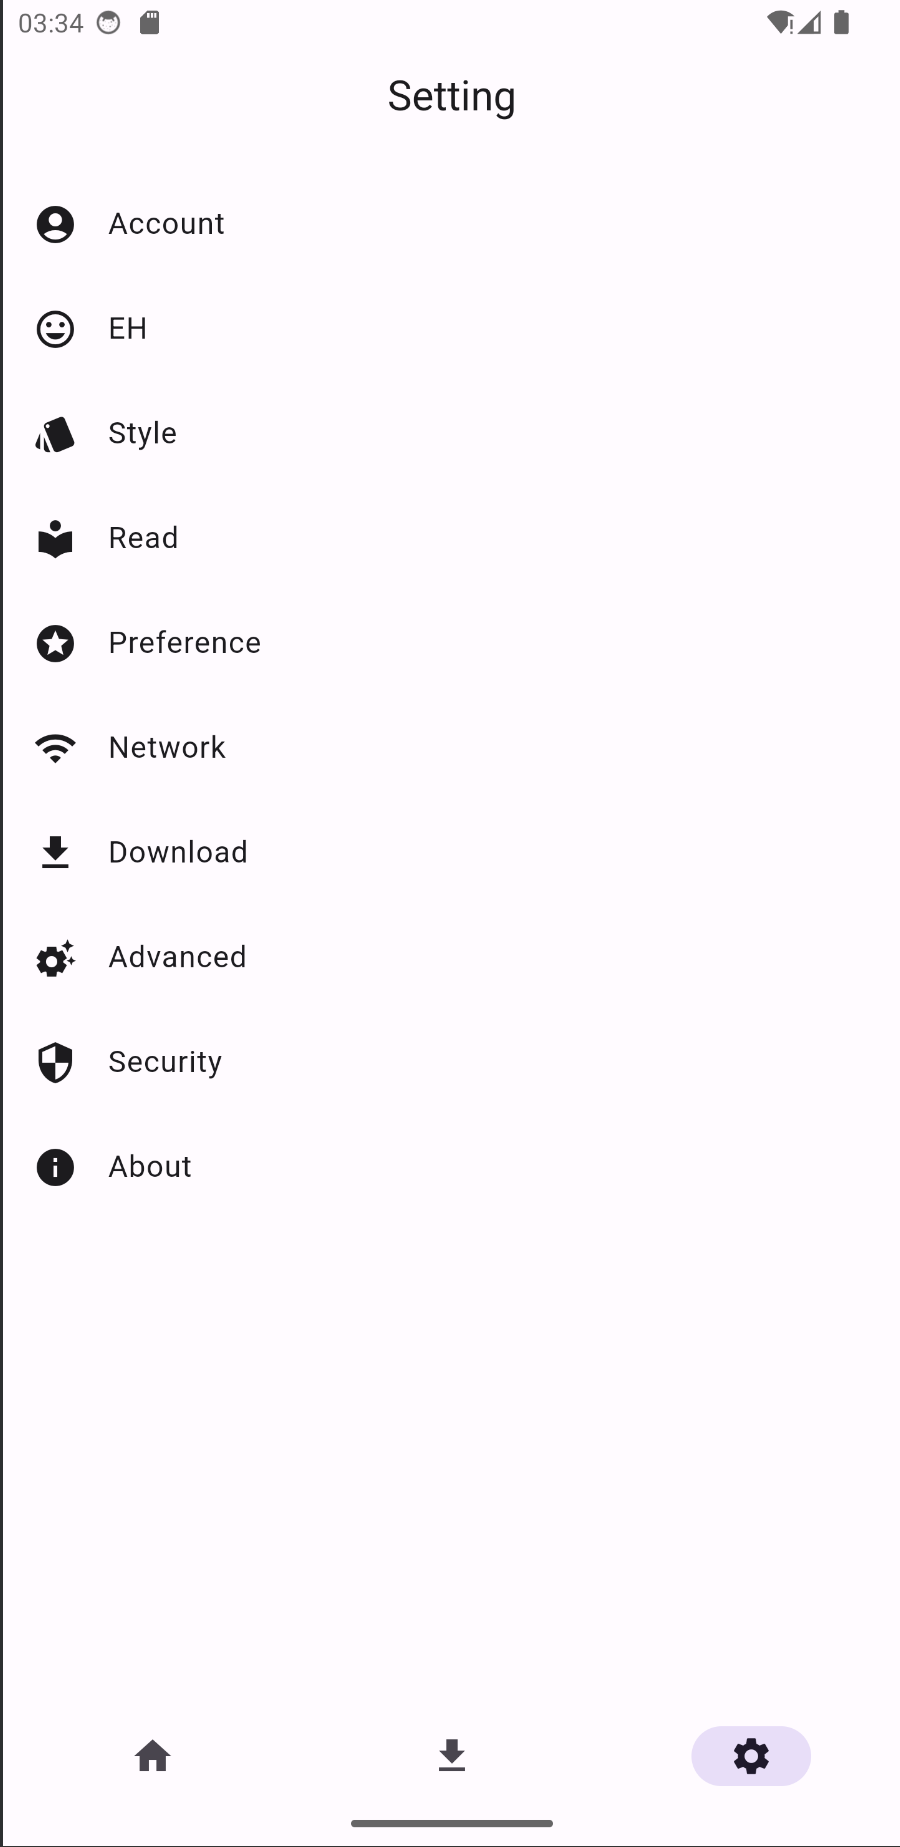 03:34
Setting
Account
EH
Style
Read
Preference
Network
Download
Advanced
Security
About